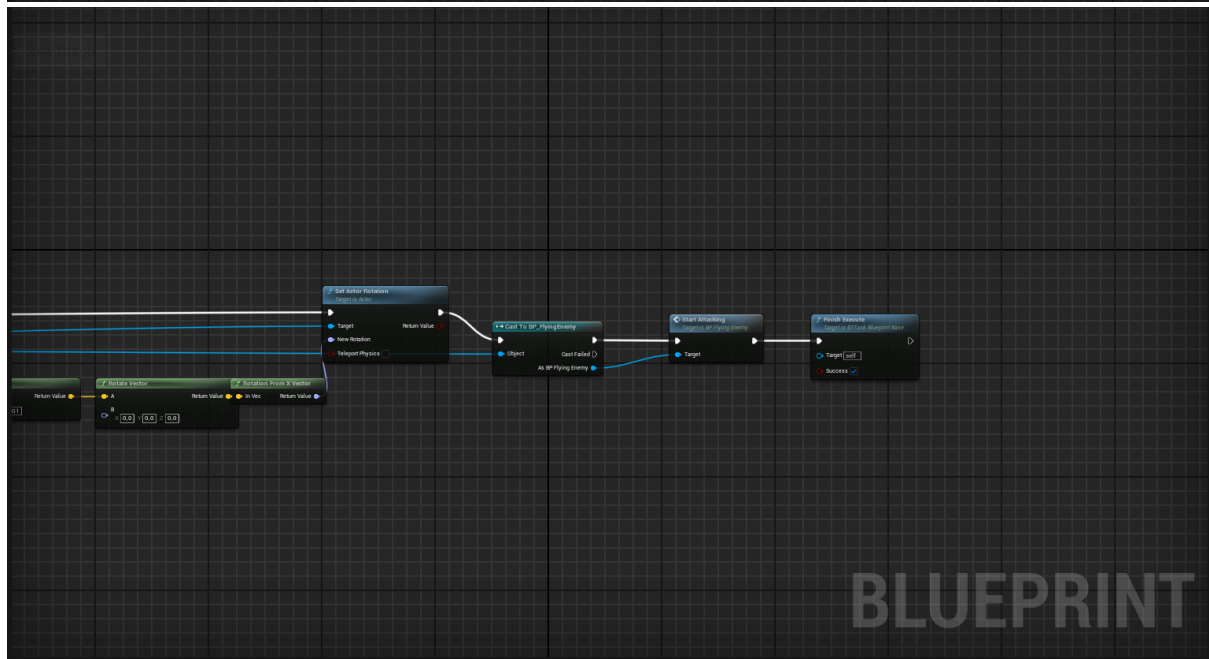 Set Actor Rotation
Target is Actor
Target
Return Value
New Rotation
Teleport Physics
Cast To BP_FlyingEnemy
Object
Cast Failed
As BP Flying Enemy
Start Attacking
Target is BP Flying Enemy
Target
Finish Execute
Target is BTTask Blueprint Base
Target self
Success
Return Value
01
Rotate Vector
A
Return Value
B
X 0,0 Y 0,0 Z 0,0
Rotation From X Vector
In Vec
Return Value
BLUEPRINT